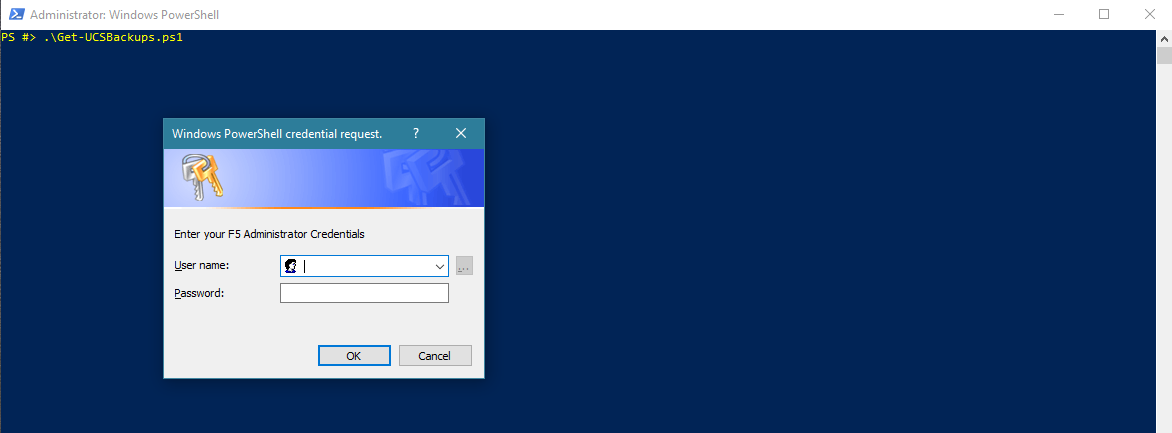 Administrator: Windows PowerShell
PS #> .\Get-UCSBackups.ps1
Windows PowerShell credential request.
?
Enter your F5 Administrator Credentials
User name:
...
Password:
OK Cancel